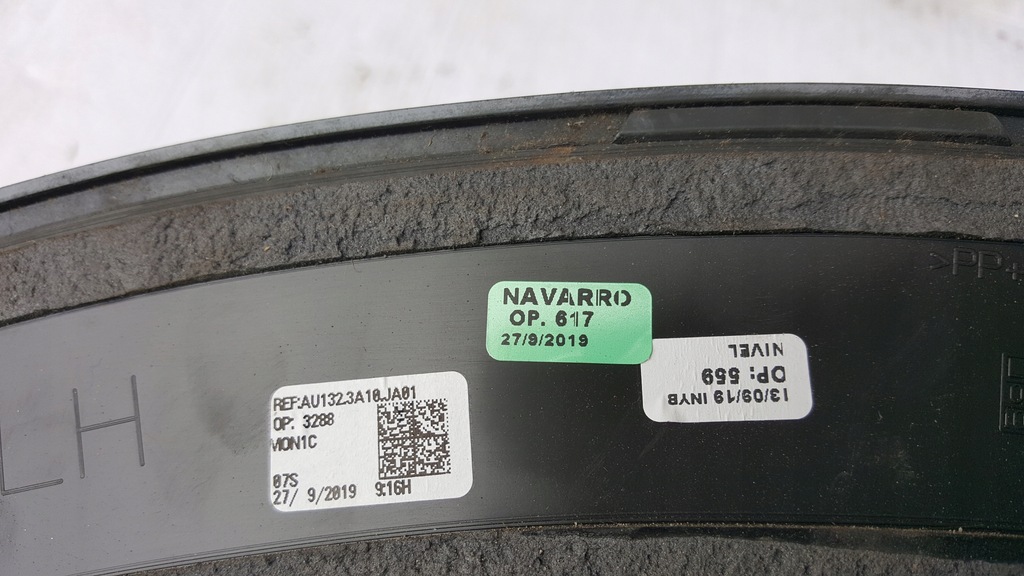 >PP+
NAVARRO
OP. 617
27/9/2019
13/09/19 INYB
OP: 559
NIVEL
REF:AU132.3A10.JA01
OP: 3288
MON1C
07S
27/ 9/2019 9:16H
LH